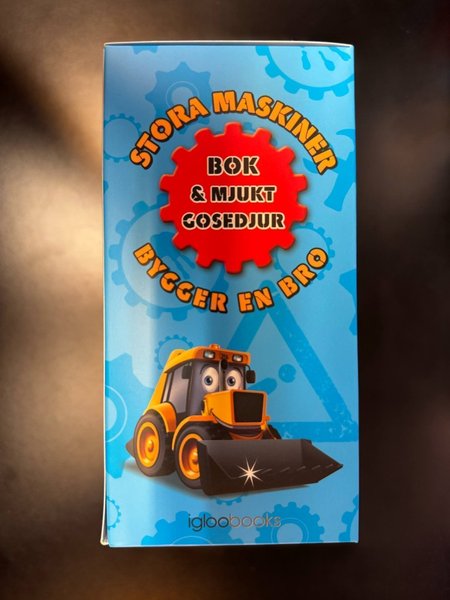 STORA MASKINER
BOK
& MJUKT
GOSEDJUR
BYGGER EN BRO
igloobooks